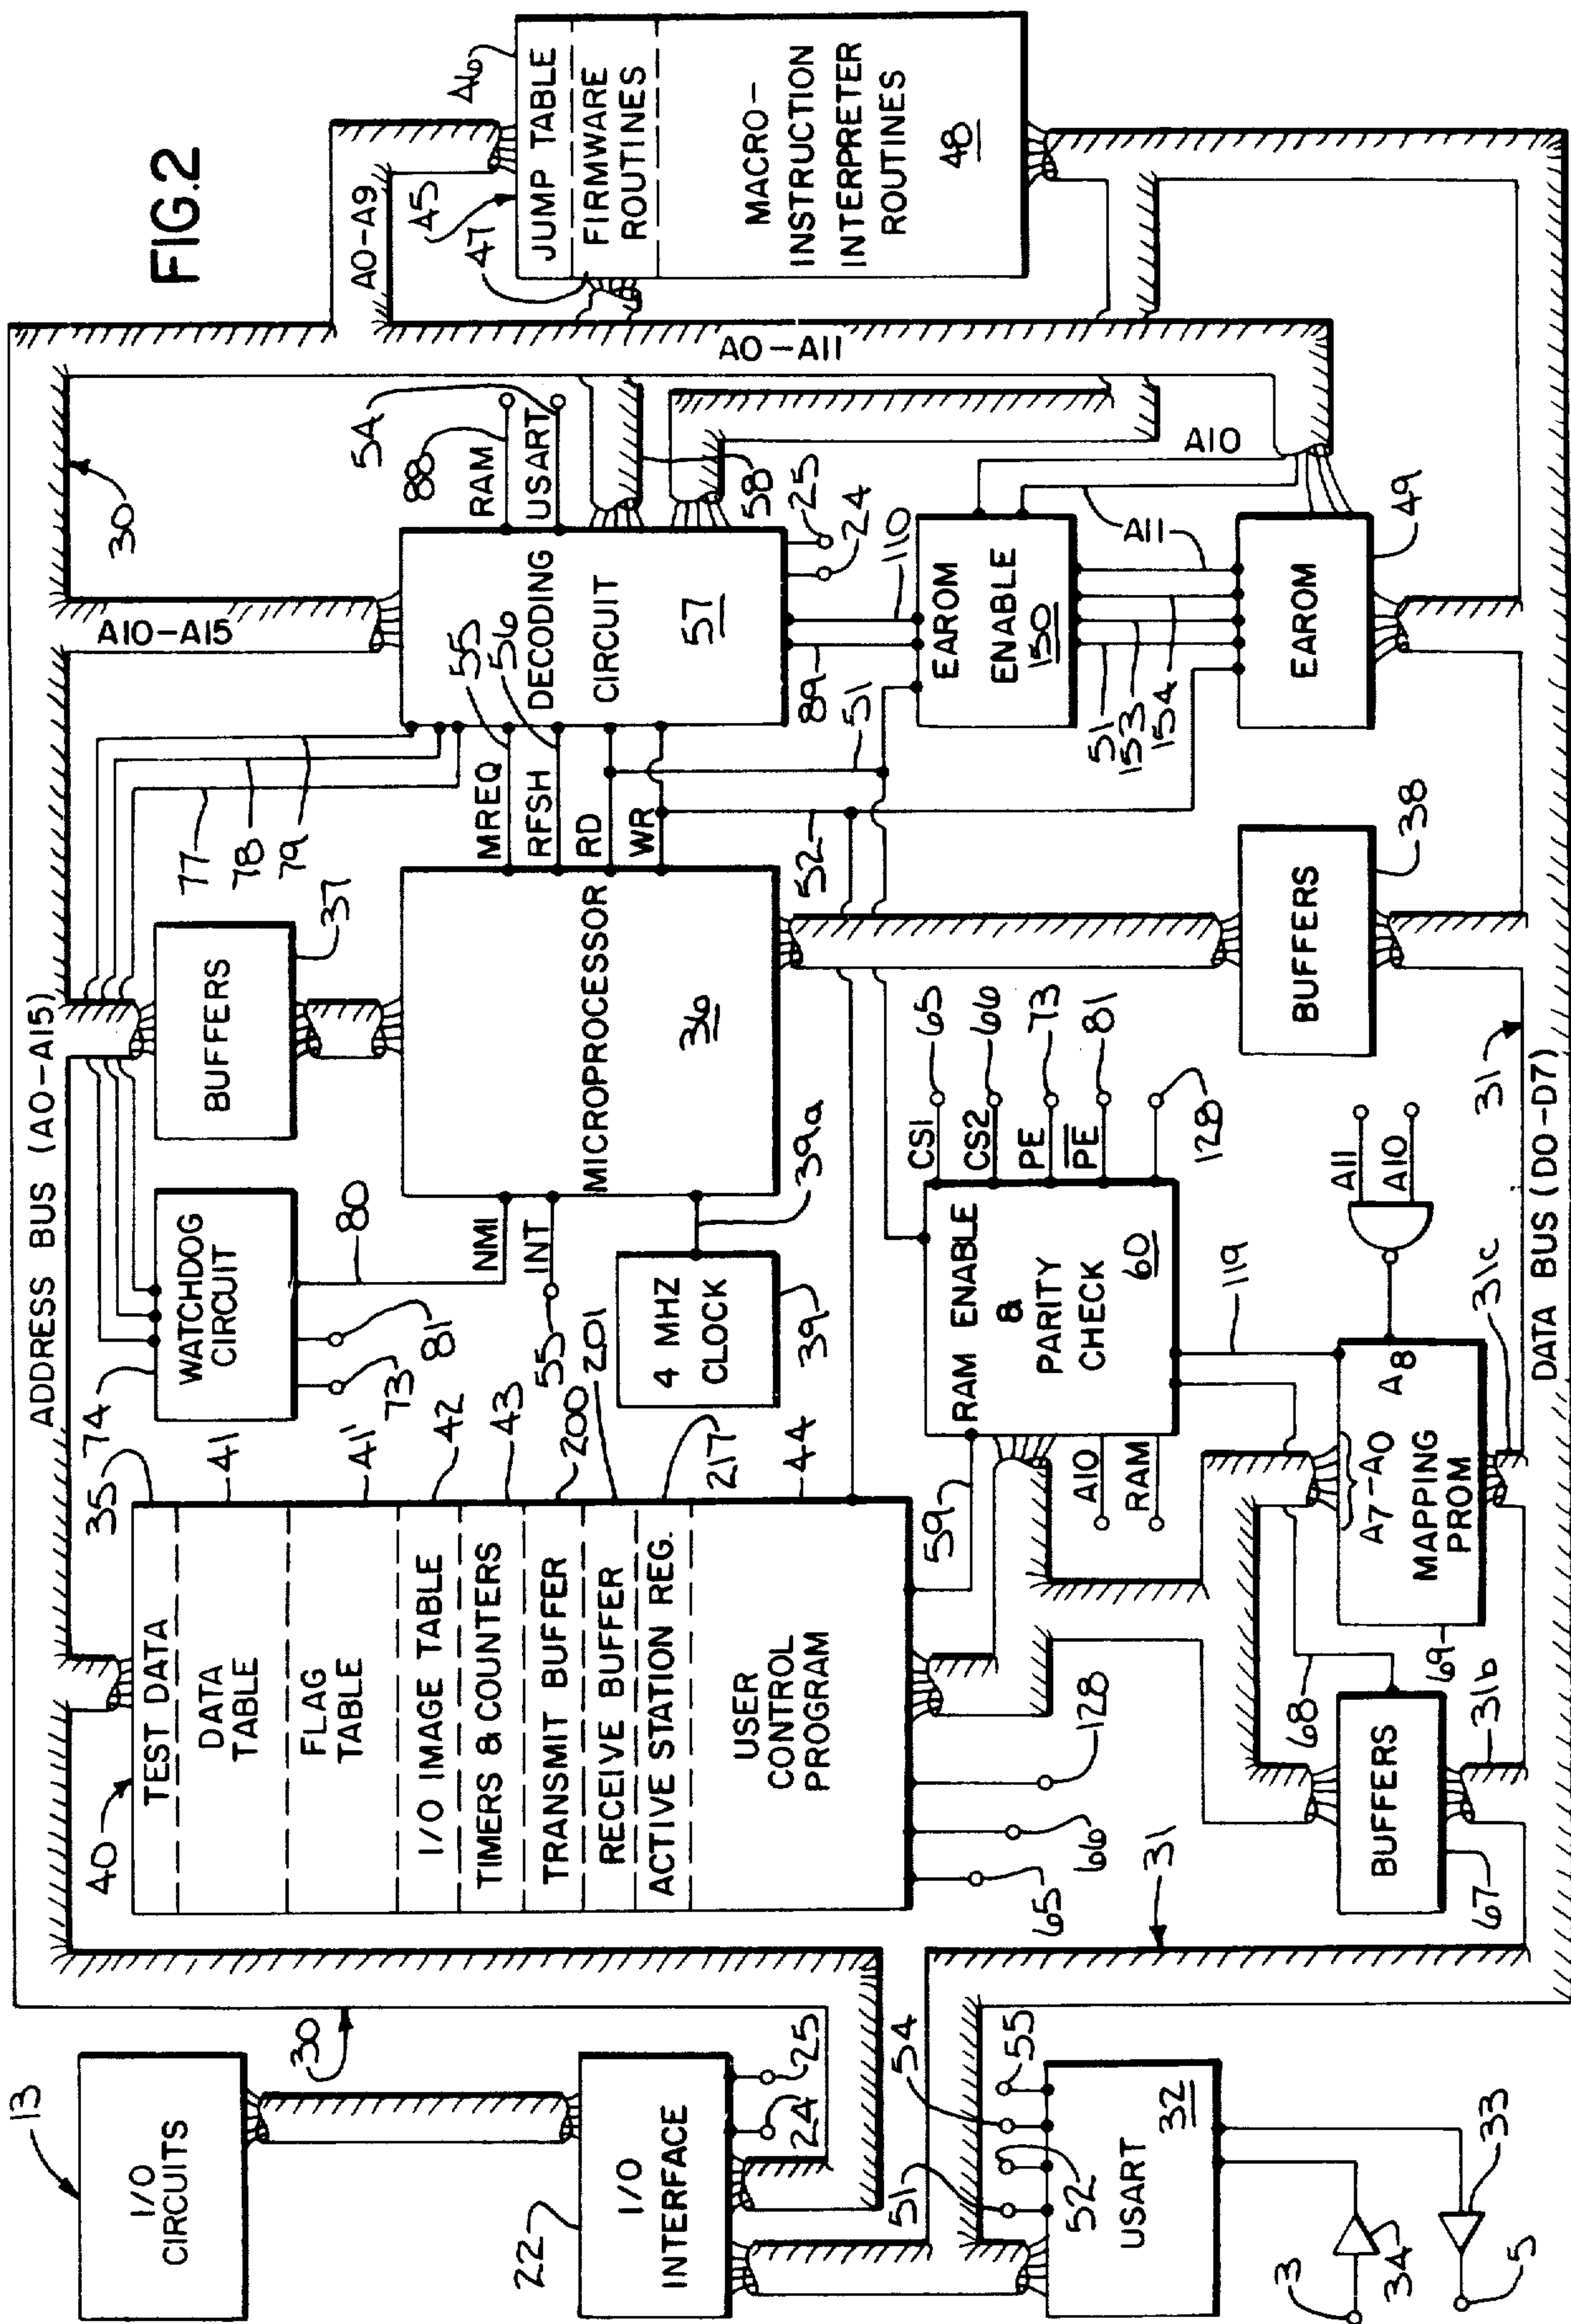 FIG.2
13
I/O
CIRCUITS
30
22
I/O
INTERFACE
24
25
51
52
54
55
USART
32
3
34
33
5
ADDRESS BUS (A0-A15)
40
35
TEST DATA
41
DATA
TABLE
41'
FLAG
TABLE
42
I/O IMAGE TABLE
43
TIMERS & COUNTERS
200
TRANSMIT BUFFER
201
RECEIVE BUFFER
217
ACTIVE STATION REG.
44
USER
CONTROL
PROGRAM
65
66
128
59
31
74
WATCHDOG
CIRCUIT
73
81
80
BUFFERS
37
77
78
79
NMI
INT
55
4 MHZ
CLOCK
39
39a
MICROPROCESSOR
36
MREQ
RFSH
RD
WR
55
56
52
51
RAM ENABLE
&
PARITY
CHECK
60
CS1
65
CS2
66
PE
73
PE
81
128
A10
RAM
119
68
BUFFERS
67
31b
A7-A0
A8
MAPPING
PROM
69
31c
A11
A10
BUFFERS
38
31
DATA BUS (D0-D7)
30
A10-A15
DECODING
CIRCUIT
57
88
RAM
54
USART
58
25
24
89
110
EAROM
ENABLE
150
A10
A11
51
153
154
EAROM
49
A0-A9
A0-A11
45
46
JUMP TABLE
47
FIRMWARE
ROUTINES
MACRO-
INSTRUCTION
INTERPRETER
ROUTINES
48